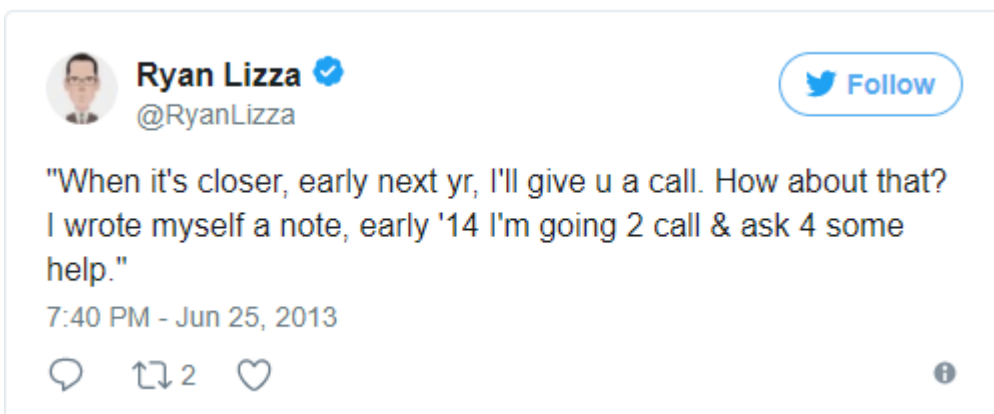 Ryan Lizza
Follow
@RyanLizza
"When it's closer, early next yr, I'll give u a call. How about that?
I wrote myself a note, early '14 I'm going 2 call & ask 4 some
help."
7:40 PM - Jun 25, 2013
2